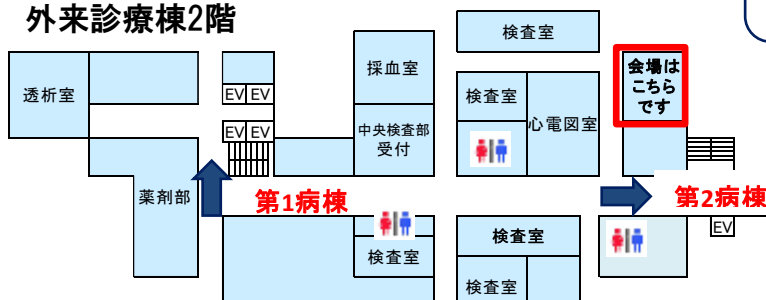 外来診療棟2階
検査室
採血室
会場は
こちら
です
透析室
EV EV
検査室
EV EV
中央検査部
受付
心電図室
薬剤部
第1病棟
第2病棟
EV
検査室
検査室
検査室